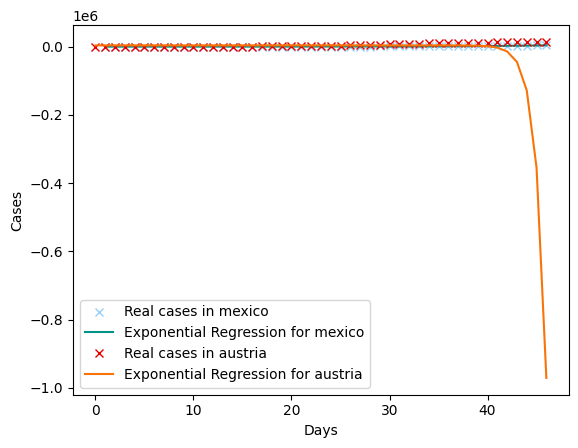 1e6
0.0
−0.2
−0.4
−0.6
−0.8
−1.0
Cases
0 10 20 30 40
Days
Real cases in mexico
Exponential Regression for mexico
Real cases in austria
Exponential Regression for austria